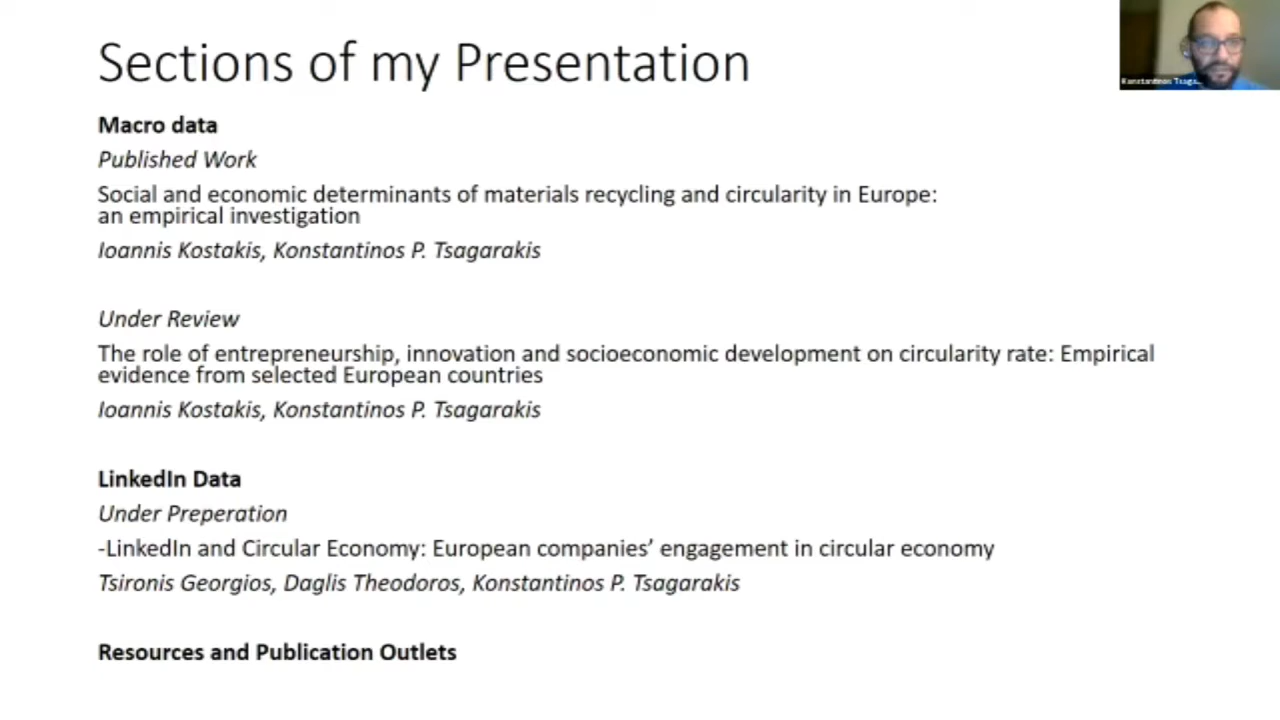 Sections of my Presentation
Konstantinos Tsaga...
Macro data
Published Work
Social and economic determinants of materials recycling and circularity in Europe:
an empirical investigation
Ioannis Kostakis, Konstantinos P. Tsagarakis
Under Review
The role of entrepreneurship, innovation and socioeconomic development on circularity rate: Empirical
evidence from selected European countries
Ioannis Kostakis, Konstantinos P. Tsagarakis
LinkedIn Data
Under Preperation
-LinkedIn and Circular Economy: European companies’ engagement in circular economy
Tsironis Georgios, Daglis Theodoros, Konstantinos P. Tsagarakis
Resources and Publication Outlets